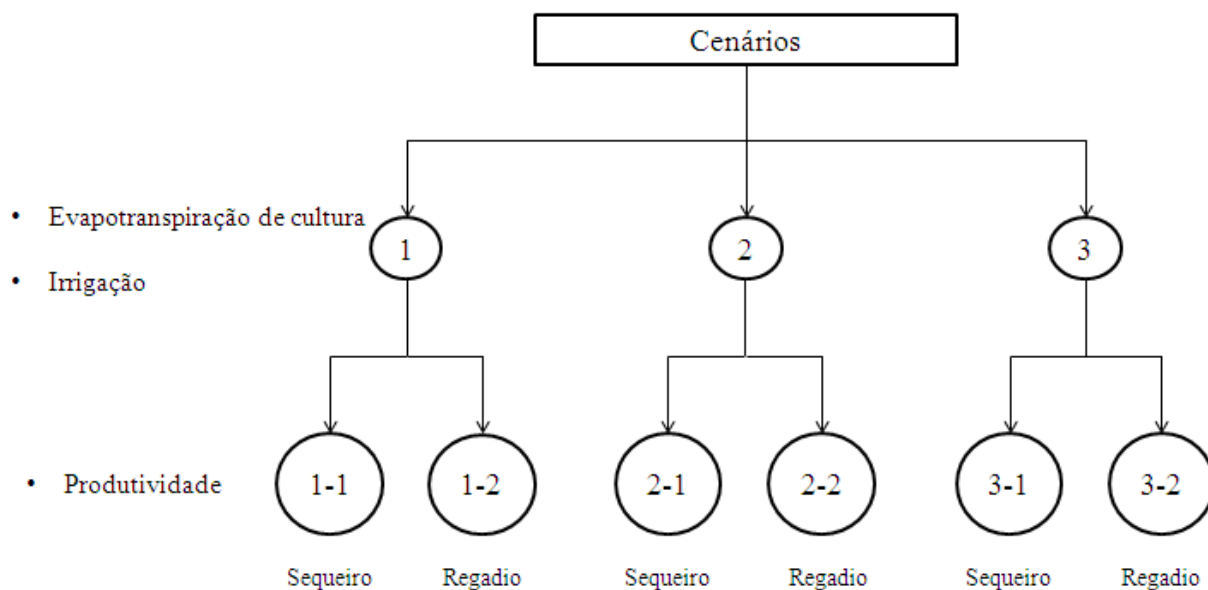 Cenários
• Evapotranspiração de cultura
1
2
3
• Irrigação
• Produtividade
1-1
1-2
2-1
2-2
3-1
3-2
Sequeiro
Regadio
Sequeiro
Regadio
Sequeiro
Regadio